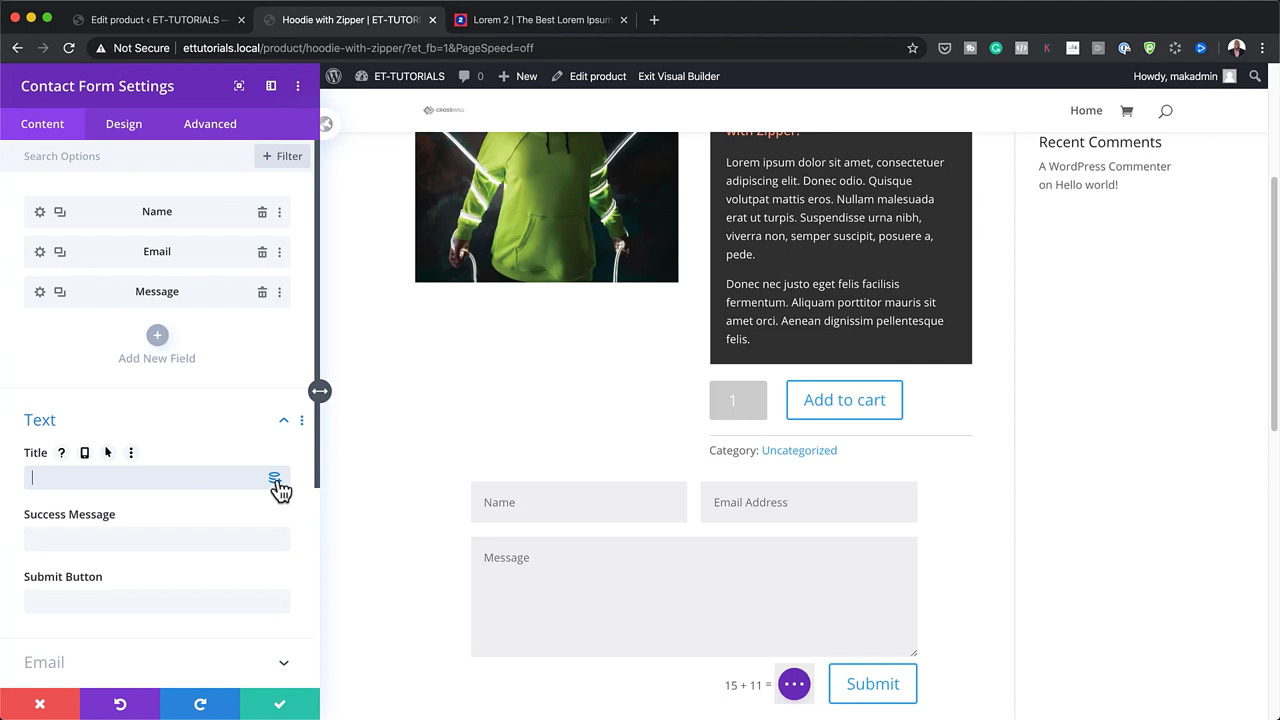 Edit product ‹ ET-TUTORIALS —
Hoodie with Zipper | ET-TUTORI
Lorem 2 | The Best Lorem Ipsum
Not Secure
ettutorials.local/product/hoodie-with-zipper/?et_fb=1&PageSpeed=off
ET-TUTORIALS
0
New
Edit product
Exit Visual Builder
Howdy, makadmin
Contact Form Settings
Content
Design
Advanced
Search Options
+ Filter
Name
Email
Message
Add New Field
Text
Title
Success Message
Submit Button
Email
CROSSWILL
Home
with Zipper!
Lorem ipsum dolor sit amet, consectetuer
adipiscing elit. Donec odio. Quisque
volutpat mattis eros. Nullam malesuada
erat ut turpis. Suspendisse urna nibh,
viverra non, semper suscipit, posuere a,
pede.
Donec nec justo eget felis facilisis
fermentum. Aliquam porttitor mauris sit
amet orci. Aenean dignissim pellentesque
felis.
1
Add to cart
Category: Uncategorized
Name
Email Address
Message
15 + 11 =
Submit
Recent Comments
A WordPress Commenter
on Hello world!